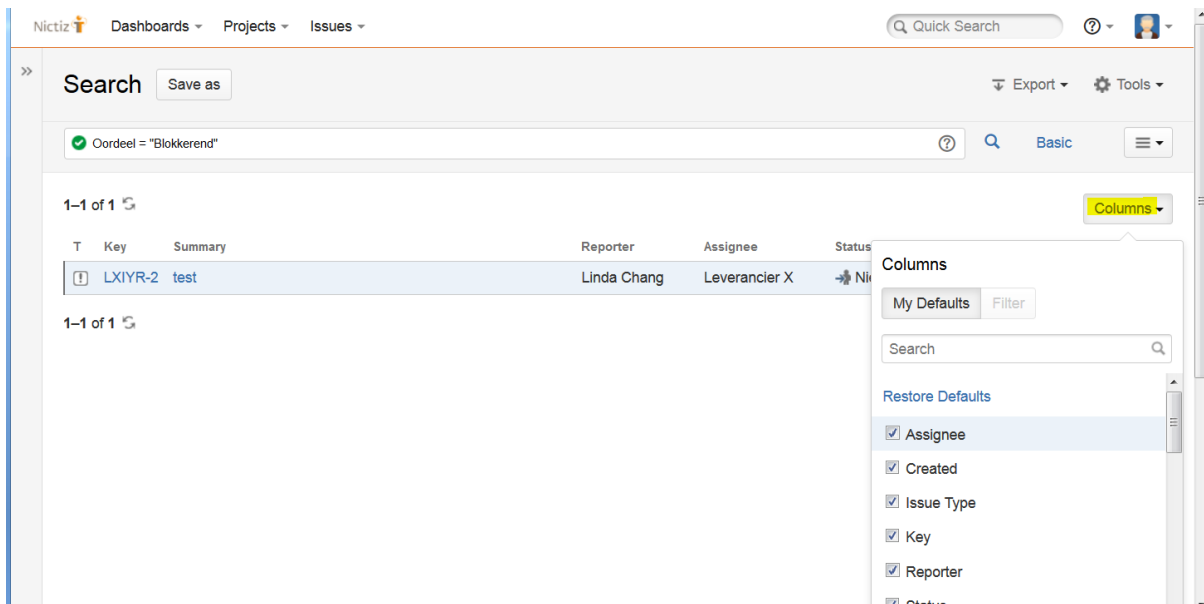 Nictiz Dashboards Projects Issues Quick Search
Search Save as Export Tools
Oordeel = "Blokkerend" Basic
1–1 of 1 Columns
T Key Summary Reporter Assignee Status
LXIYR-2 test Linda Chang Leverancier X
1–1 of 1
Columns
My Defaults Filter
Search
Restore Defaults
Assignee
Created
Issue Type
Key
Reporter
Status